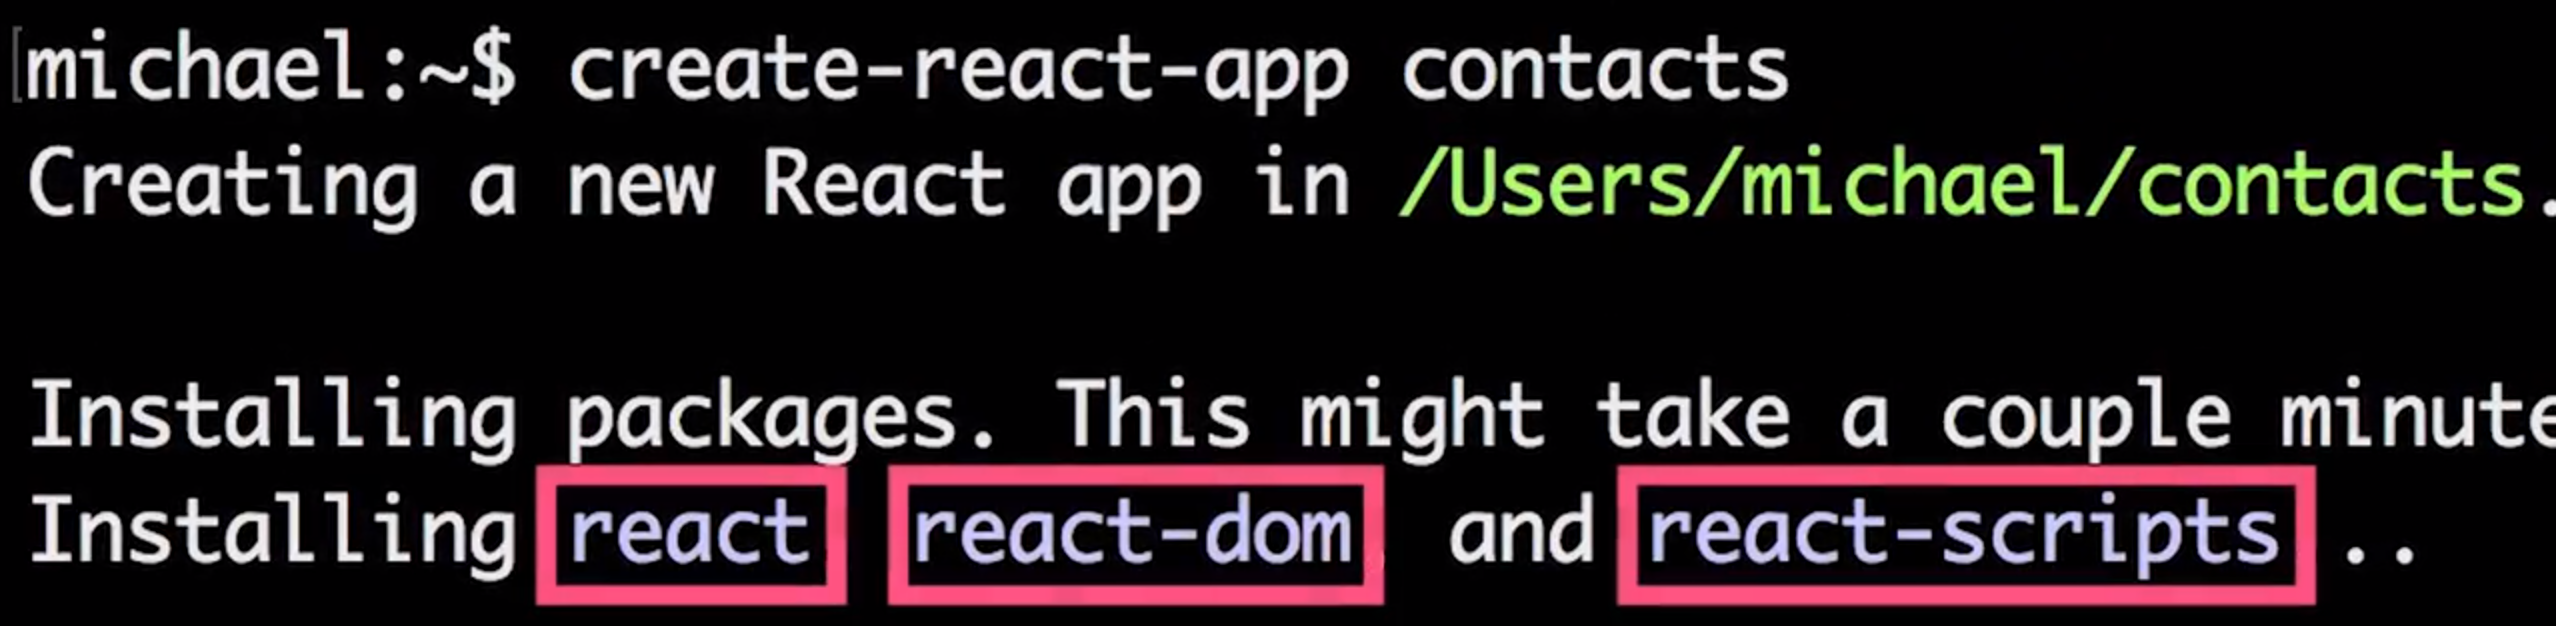 michael:~$ create-react-app contacts
Creating a new React app in /Users/michael/contacts.
Installing packages. This might take a couple minute
Installing react react-dom and react-scripts ..